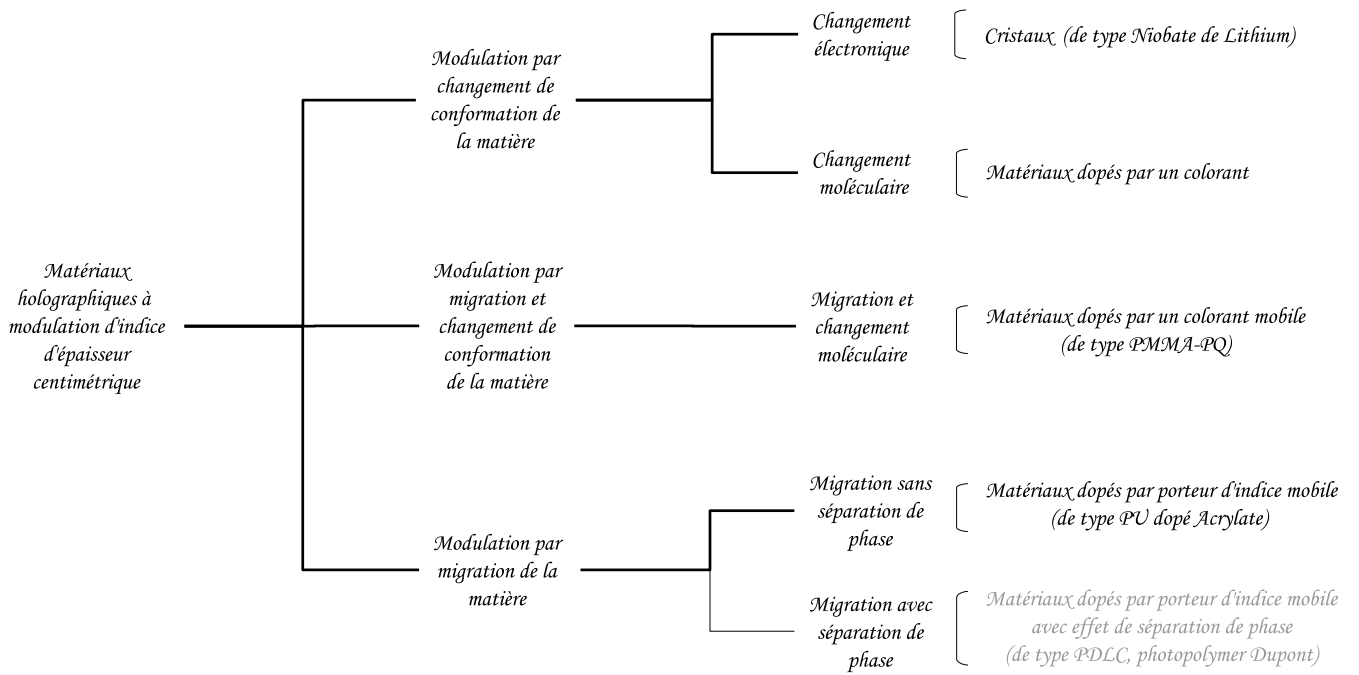 Matériaux
holographiques à
modulation d'indice
d'épaisseur
centimétrique
Modulation par
changement de
conformation de
la matière
Changement
électronique
Cristaux (de type Niobate de Lithium)
Changement
moléculaire
Matériaux dopés par un colorant
Modulation par
migration et
changement de
conformation
de la matière
Migration et
changement
moléculaire
Matériaux dopés par un colorant mobile
(de type PMMA-PQ)
Modulation par
migration de la
matière
Migration sans
séparation de
phase
Matériaux dopés par porteur d'indice mobile
(de type PU dopé Acrylate)
Migration avec
séparation de
phase
Matériaux dopés par porteur d'indice mobile
avec effet de séparation de phase
(de type PDLC, photopolymer Dupont)